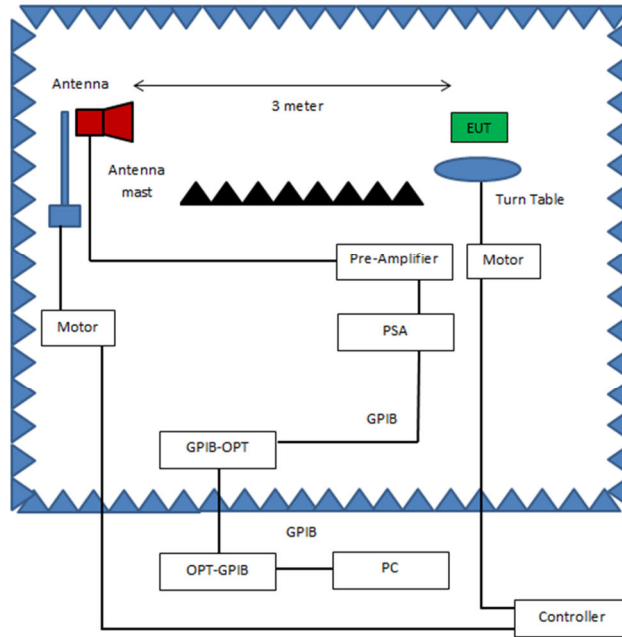 Antenna
3 meter
EUT
Antenna
mast
Turn Table
Pre-Amplifier
Motor
Motor
PSA
GPIB
GPIB-OPT
GPIB
OPT-GPIB
PC
Controller